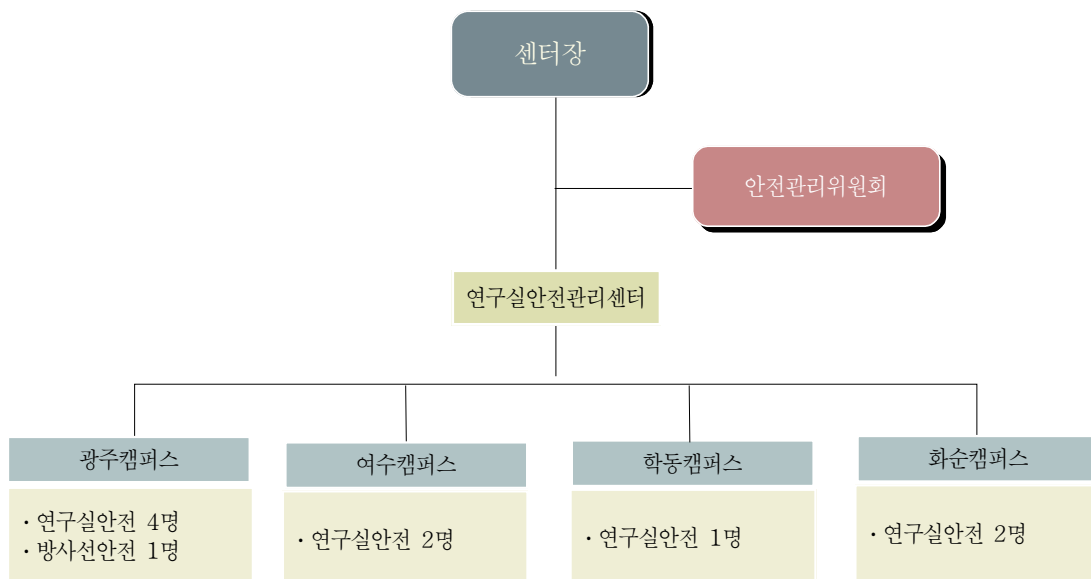 센터장
안전관리위원회
연구실안전관리센터
광주캠퍼스
· 연구실안전 4명
· 방사선안전 1명
여수캠퍼스
· 연구실안전 2명
학동캠퍼스
· 연구실안전 1명
화순캠퍼스
· 연구실안전 2명